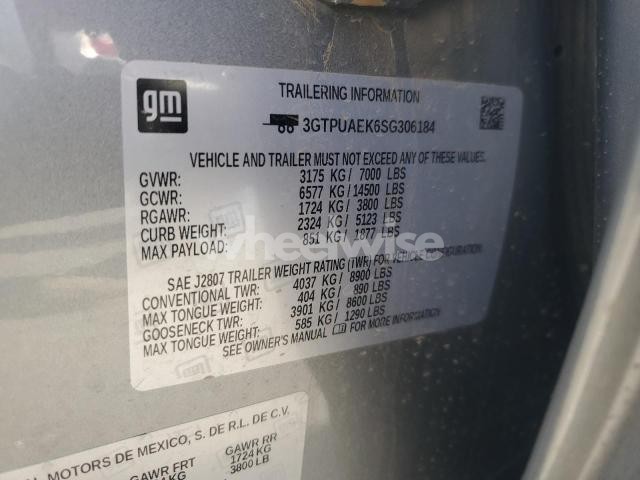 gm
TRAILERING INFORMATION
3GTPUAEK6SG306184
VEHICLE AND TRAILER MUST NOT EXCEED ANY OF THESE VALUES.
GVWR: 3175 KG / 7000 LBS
GCWR: 6577 KG / 14500 LBS
RGAWR: 1724 KG / 3800 LBS
CURB WEIGHT: 2324 KG / 5123 LBS
MAX PAYLOAD: 851 KG / 1877 LBS
wheelwise
SAE J2807 TRAILER WEIGHT RATING (TWR) FOR VEHICLE
CONVENTIONAL TWR: 4037 KG / 8900 LBS
MAX TONGUE WEIGHT: 404 KG / 890 LBS
GOOSENECK TWR: 3901 KG / 8600 LBS
MAX TONGUE WEIGHT: 585 KG / 1290 LBS
SEE OWNER'S MANUAL FOR MORE INFORMATION
MOTORS DE MEXICO, S. DE R.L. DE C.V.
GAWR FRT GAWR RR
KG 1724 KG
3800 LB